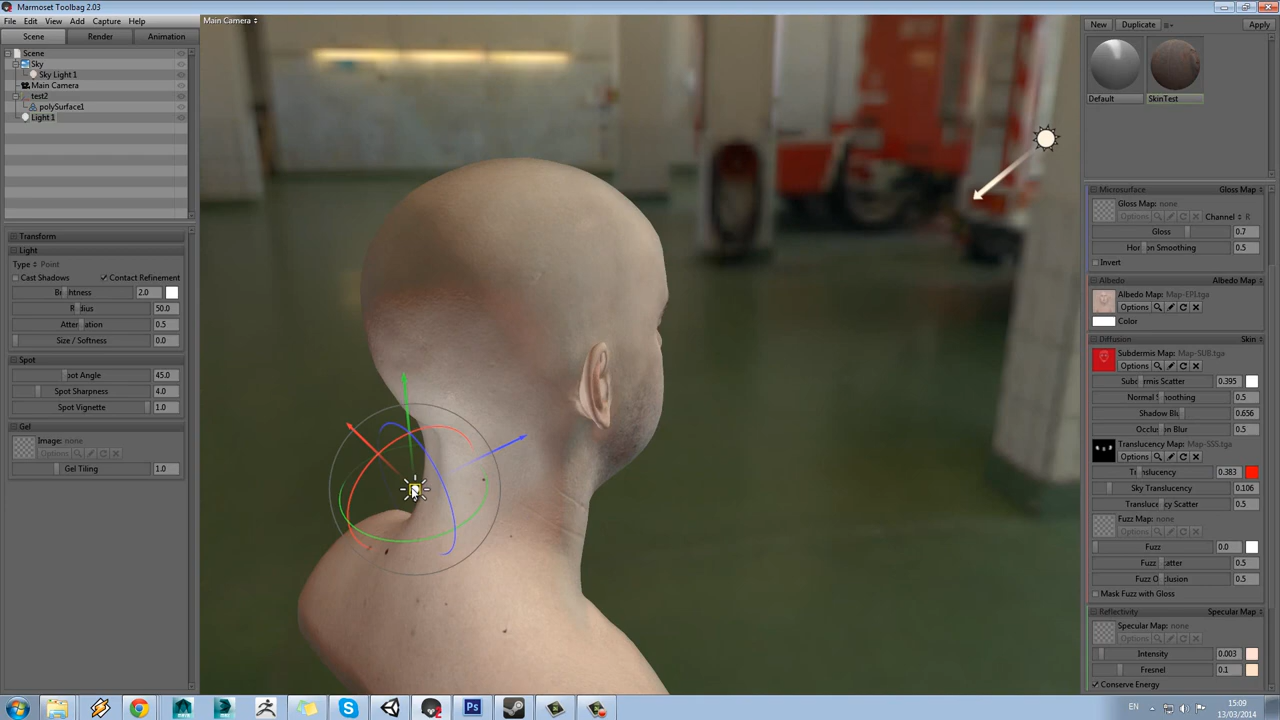 Marmoset Toolbag 2.03
File Edit View Add Capture Help
Main Camera
New Duplicate Apply
Scene Render Animation
Scene
Sky
Sky Light 1
Main Camera
test2
polySurface1
Light 1
Default SkinTest
Transform
Light
Type Point
Cast Shadows Contact Refinement
2.0
50.0
0.5
Size / Softness 0.0
Spot
Spot Angle 45.0
Spot Sharpness 4.0
Spot Vignette 1.0
Gel
Image: none
Options
Gel Tiling 1.0
Microsurface Gloss Map
Gloss Map: none
Options Channel R
Gloss 0.7
Smoothing 0.5
Invert
Albedo Albedo Map
Albedo Map: Map-EPI.tga
Options
Color
Diffusion Skin
Subdermis Map: Map-SUB.tga
Options
Scatter 0.395
Normal 0.5
Shadow 0.656
Blur 0.5
Translucency Map: Map-SSS.tga
Options
0.383
Sky Translucency 0.106
Scatter 0.5
Fuzz Map: none
Options
Fuzz 0.0
Fuzz 0.5
Fuzz 0.5
Mask Fuzz with Gloss
Reflectivity Specular Map
Specular Map: none
Options
Intensity 0.003
Fresnel 0.1
Conserve Energy
EN
15:09
13/03/2014